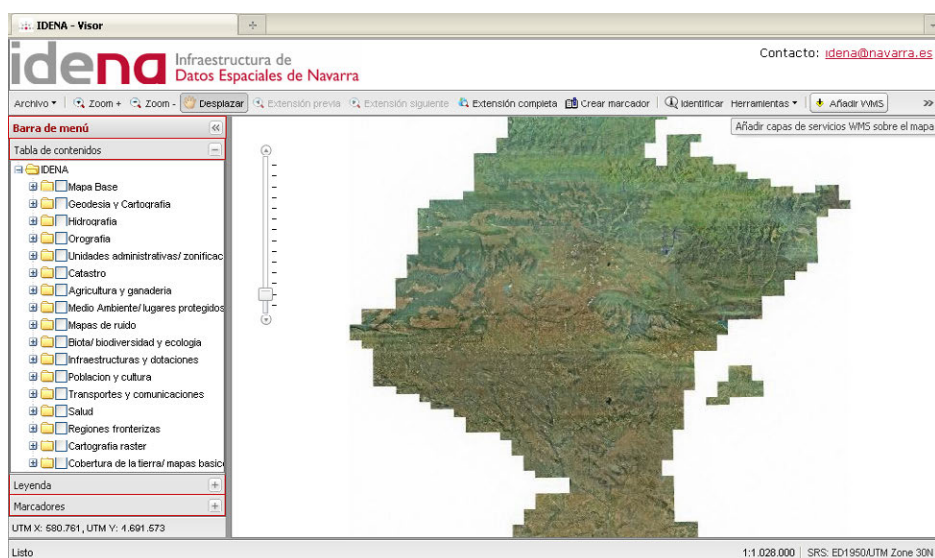 IDENA - Visor
idena Infraestructura de
Datos Espaciales de Navarra
Contacto: idena@navarra.es
Archivo Zoom + Zoom - Desplazar Extensión previa Extensión siguiente Extensión completa Crear marcador Identificar Herramientas Añadir WMS »
Añadir capas de servicios WMS sobre el mapa
Barra de menú
Tabla de contenidos
IDENA
Mapa Base
Geodesia y Cartografia
Hidrografia
Orografia
Unidades administrativas/ zonificac
Catastro
Agricultura y ganaderia
Medio Ambiente/ lugares protegidos
Mapas de ruido
Biota/ biodiversidad y ecologia
Infraestructuras y dotaciones
Poblacion y cultura
Transportes y comunicaciones
Salud
Regiones fronterizas
Cartografia raster
Cobertura de la tierra/ mapas basico
Leyenda
Marcadores
UTM X: 580.761, UTM Y: 4.691.573
Listo
1:1.028.000 SRS: ED1950/UTM Zone 30N